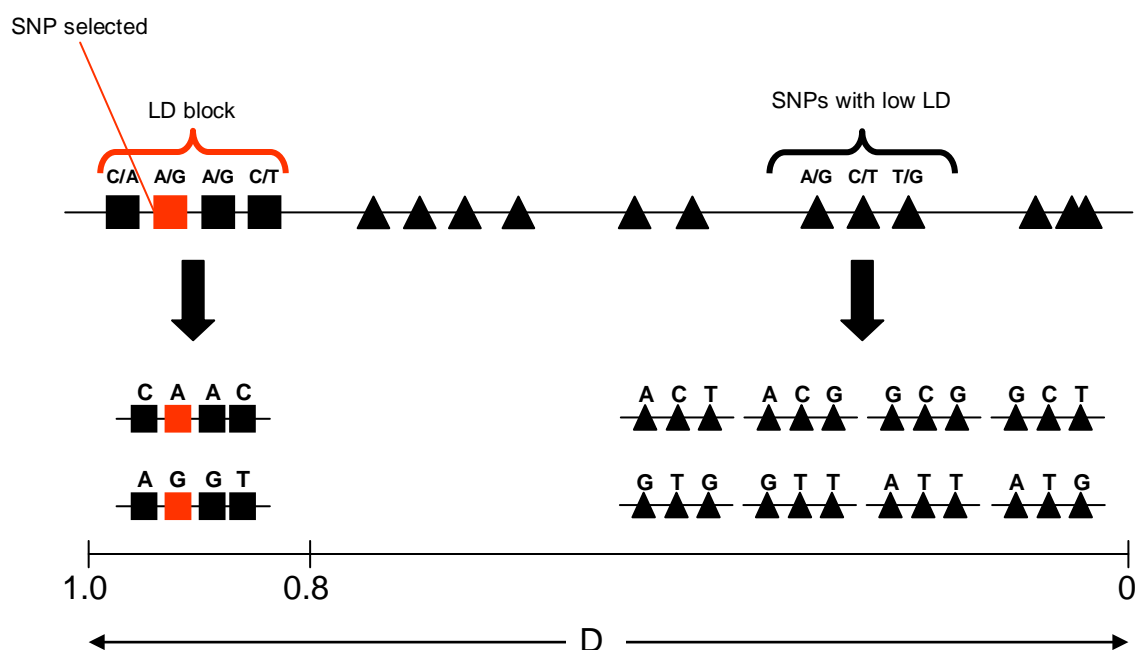 SNP selected
LD block
SNPs with low LD
C/A A/G A/G C/T
A/G C/T T/G
C A A C
A C T A C G G C G G C T
A G G T
G T G G T T A T T A T G
1.0 0.8 0
D